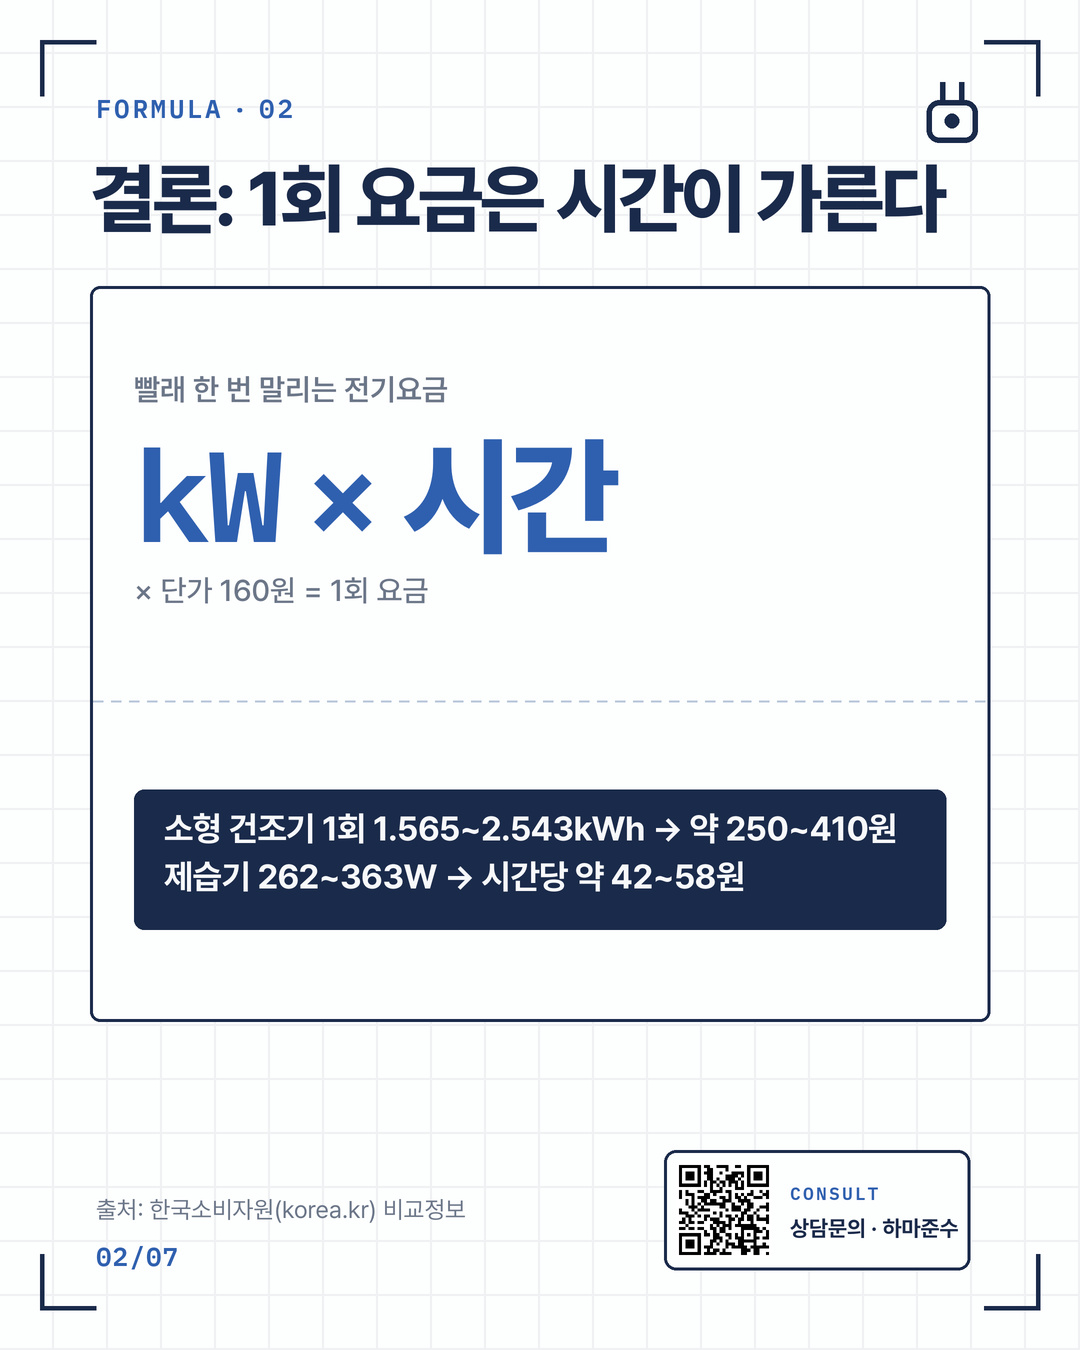 FORMULA · 02
결론: 1회 요금은 시간이 가른다
빨래 한 번 말리는 전기요금
kW × 시간
× 단가 160원 = 1회 요금
소형 건조기 1회 1.565~2.543kWh → 약 250~410원
제습기 262~363W → 시간당 약 42~58원
출처: 한국소비자원(korea.kr) 비교정보
02/07
CONSULT
상담문의 · 하마준수